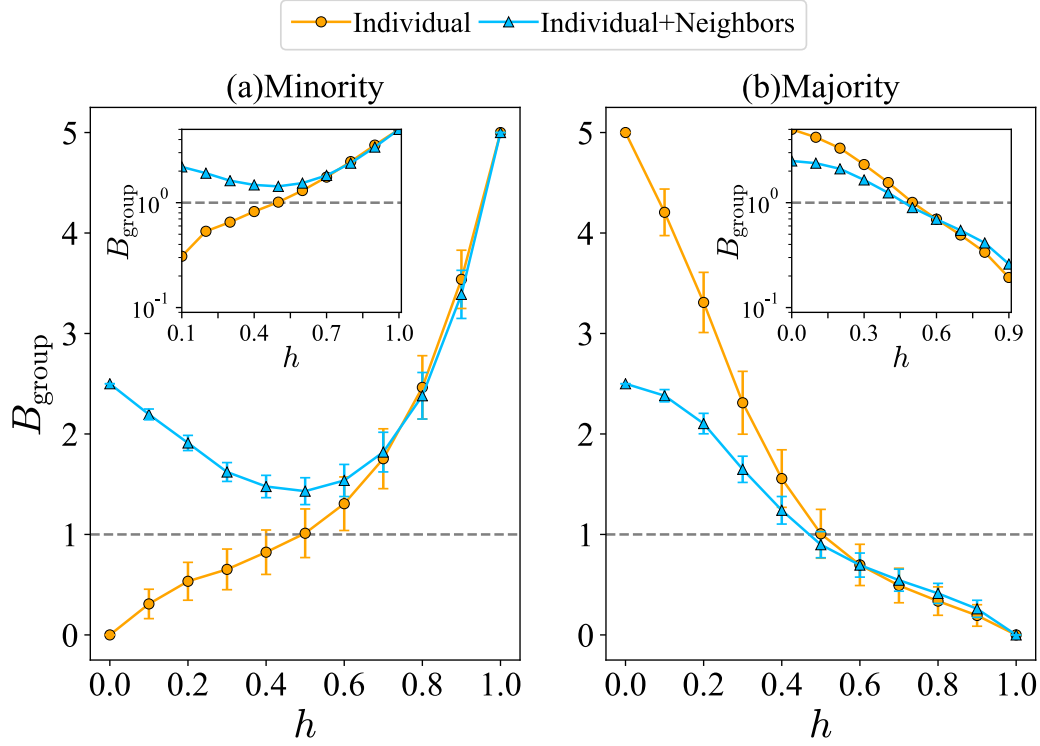 Individual Individual+Neighbors
(a)Minority
(b)Majority
B_group
5
4
3
2
1
0
0.0 0.2 0.4 0.6 0.8 1.0
h
B_group
10^0
10^-1
0.1 0.4 0.7 1.0
h
B_group
5
4
3
2
1
0
0.0 0.2 0.4 0.6 0.8 1.0
h
B_group
10^0
10^-1
0.0 0.3 0.6 0.9
h